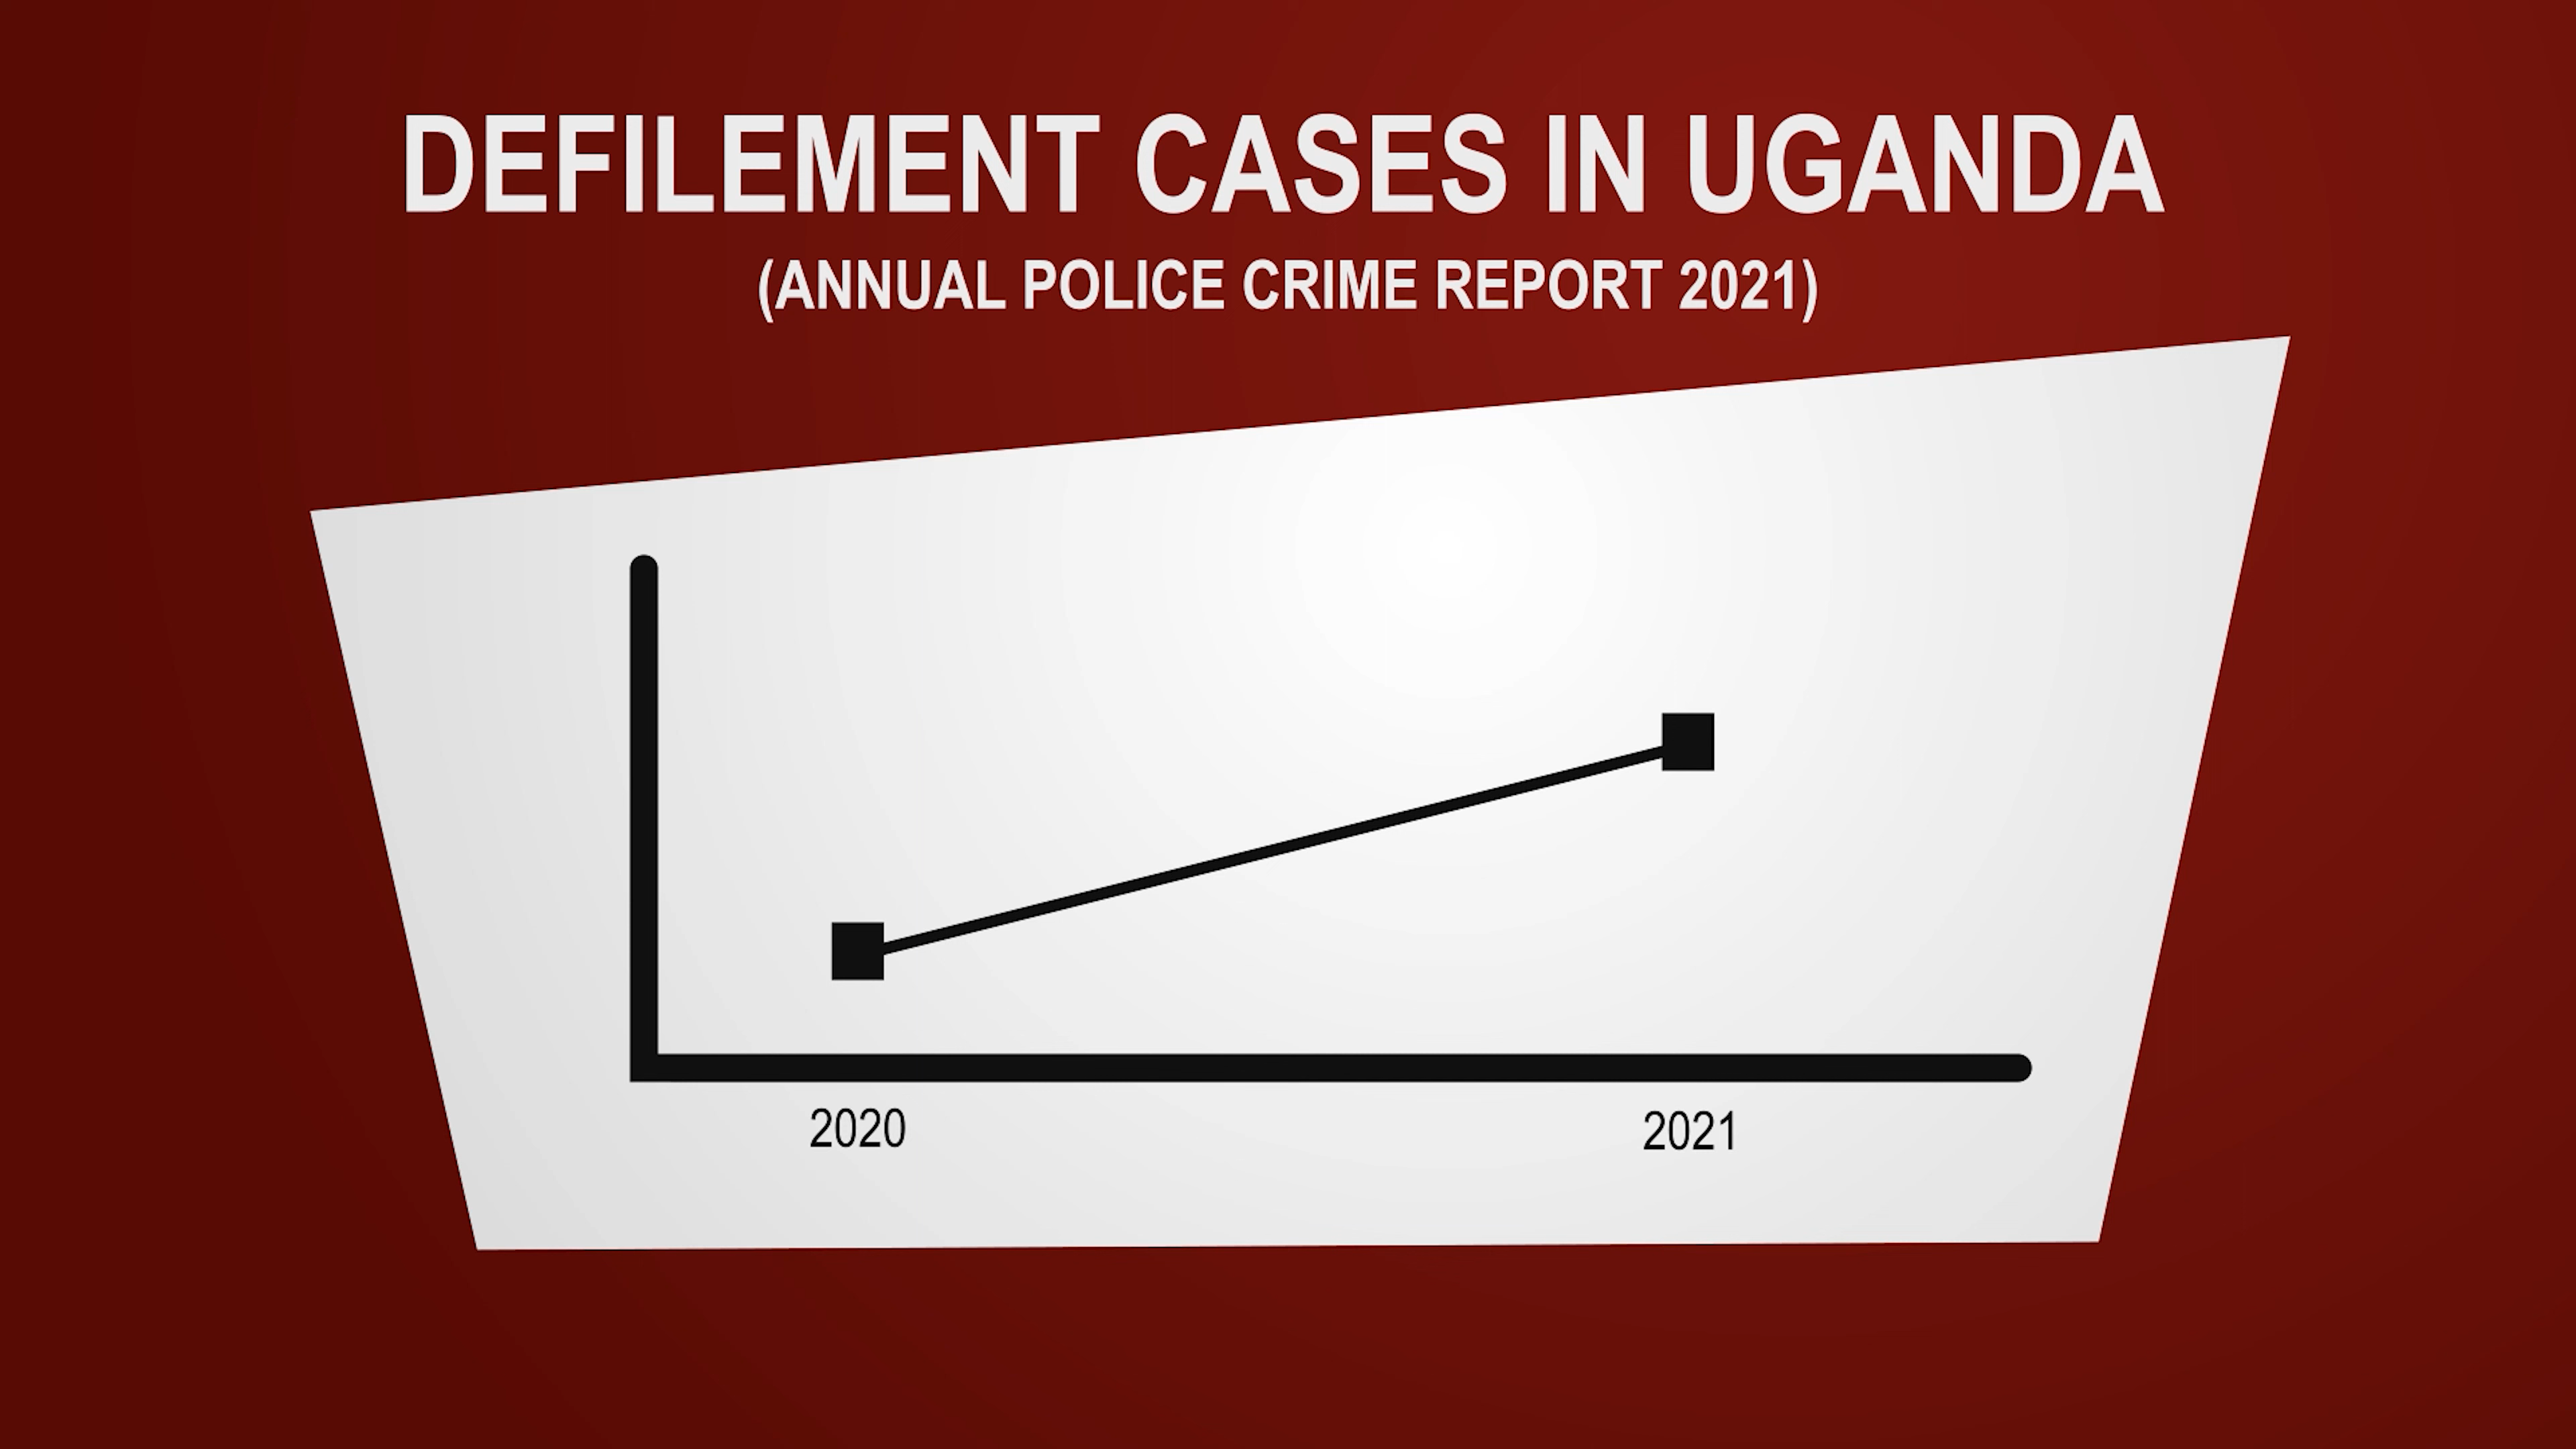 DEFILEMENT CASES IN UGANDA
(ANNUAL POLICE CRIME REPORT 2021)
2020
2021